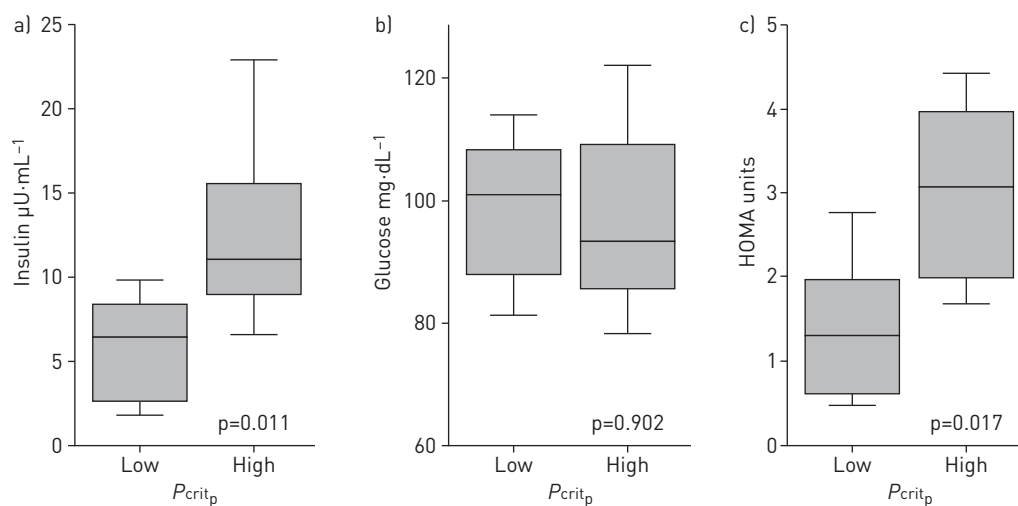 a)
Insulin µU·mL⁻¹
25
20
15
10
5
0
p=0.011
Low High
Pcritₚ
b)
Glucose mg·dL⁻¹
120
100
80
60
p=0.902
Low High
Pcritₚ
c)
HOMA units
5
4
3
2
1
0
p=0.017
Low High
Pcritₚ